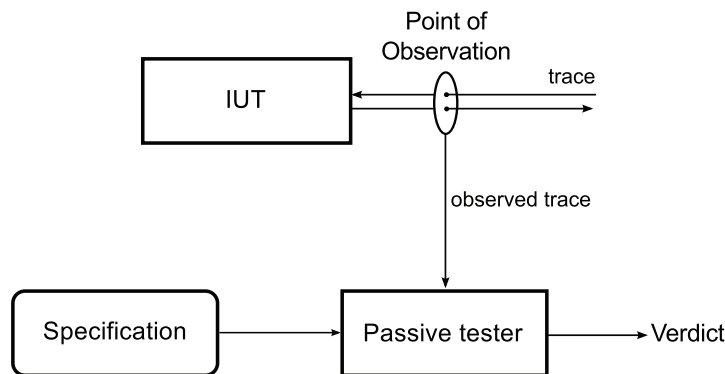 Point of
Observation
trace
IUT
observed trace
Specification
Passive tester
Verdict